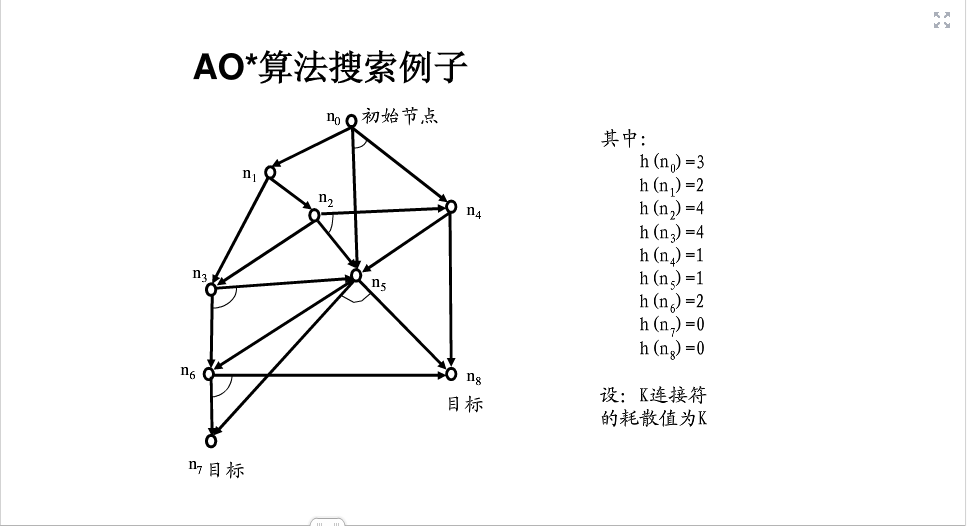 AO*算法搜索例子
n0 初始节点
n1
n2
n4
n3
n5
n6
n8
目标
n7 目标
其中：
h(n0)=3
h(n1)=2
h(n2)=4
h(n3)=4
h(n4)=1
h(n5)=1
h(n6)=2
h(n7)=0
h(n8)=0
设：K连接符
的耗散值为K